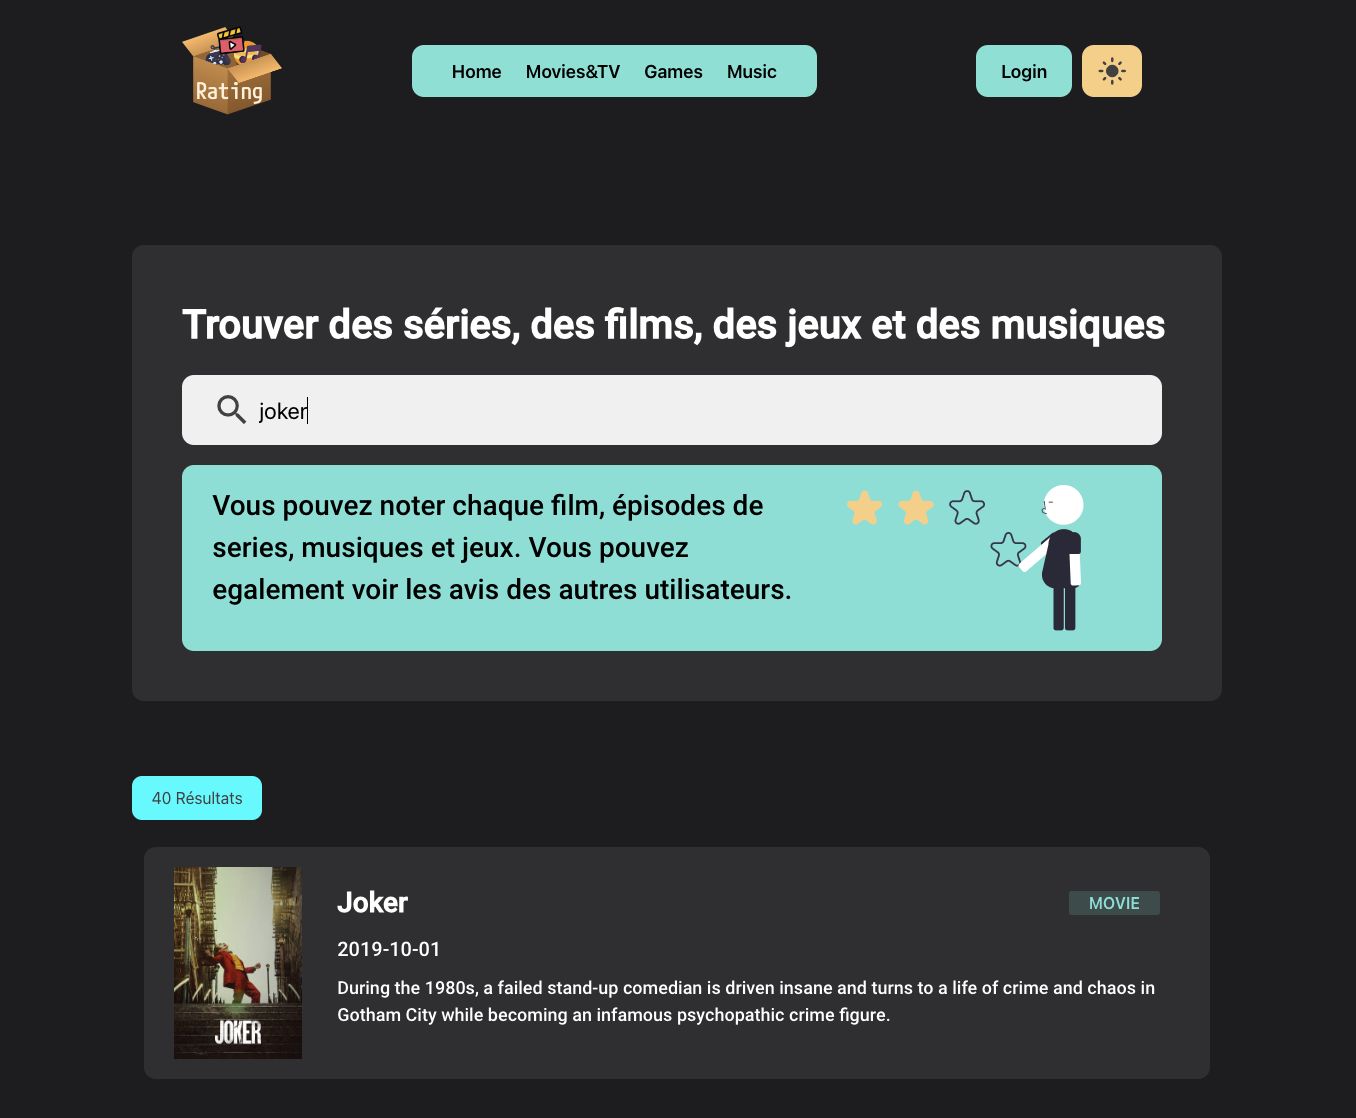 Rating
Home Movies&TV Games Music
Login
Trouver des séries, des films, des jeux et des musiques
joker
Vous pouvez noter chaque film, épisodes de
series, musiques et jeux. Vous pouvez
egalement voir les avis des autres utilisateurs.
40 Résultats
Joker
MOVIE
2019-10-01
During the 1980s, a failed stand-up comedian is driven insane and turns to a life of crime and chaos in
Gotham City while becoming an infamous psychopathic crime figure.
JOKER